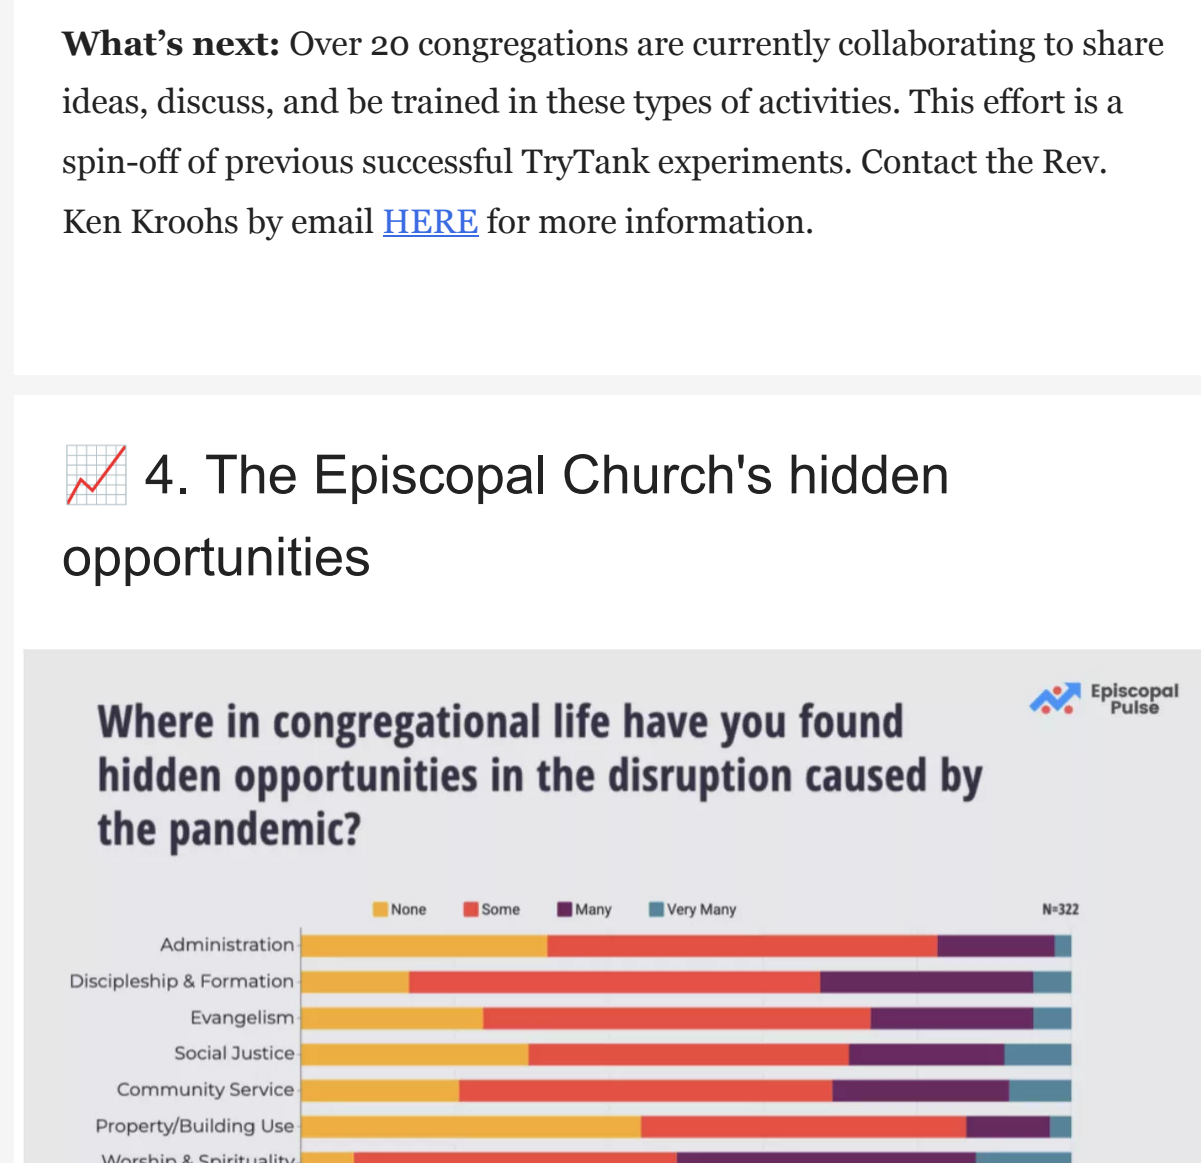 What’s next: Over 20 congregations are currently collaborating to share
ideas, discuss, and be trained in these types of activities. This effort is a
spin-off of previous successful TryTank experiments. Contact the Rev.
Ken Kroohs by email HERE for more information.
📈 4. The Episcopal Church's hidden
opportunities
Episcopal
Pulse
Where in congregational life have you found
hidden opportunities in the disruption caused by
the pandemic?
None Some Many Very Many N=322
Administration
Discipleship & Formation
Evangelism
Social Justice
Community Service
Property/Building Use
Worship & Spirituality